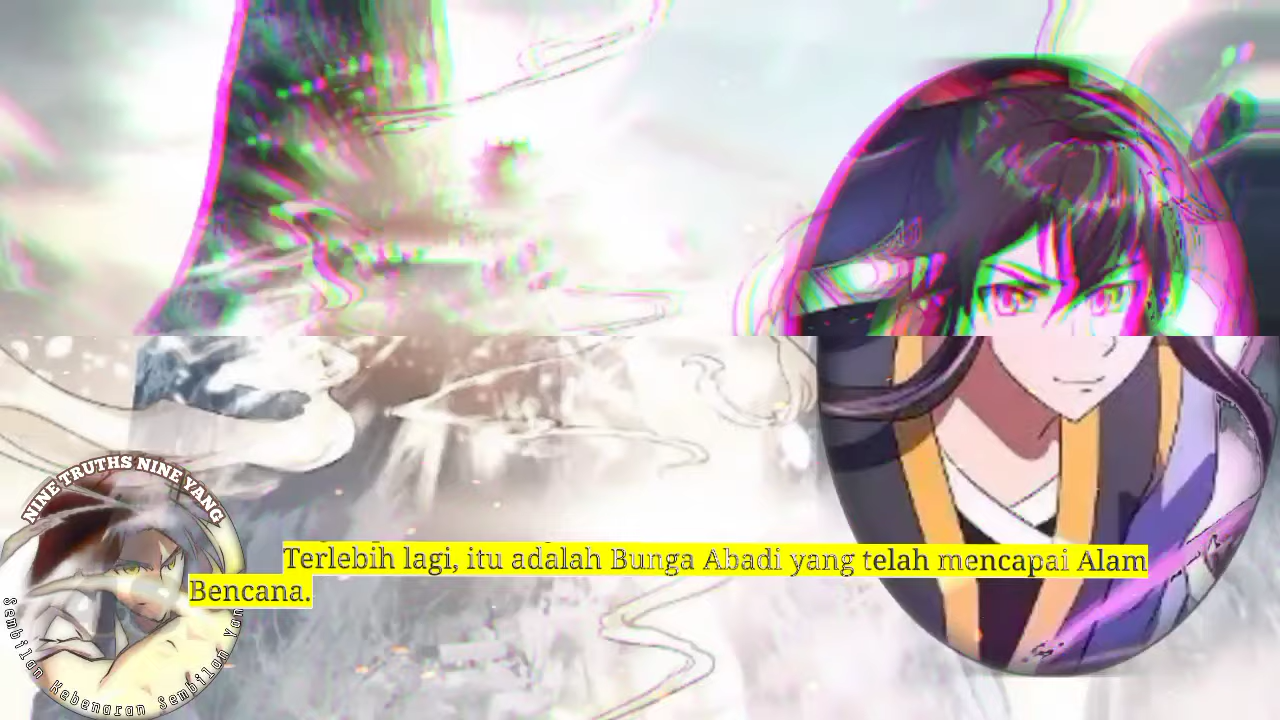 NINE TRUTHS NINE YANG
Terlebih lagi, itu adalah Bunga Abadi yang telah mencapai Alam
Bencana.
Sembilan Kebenaran Sembilan Yang